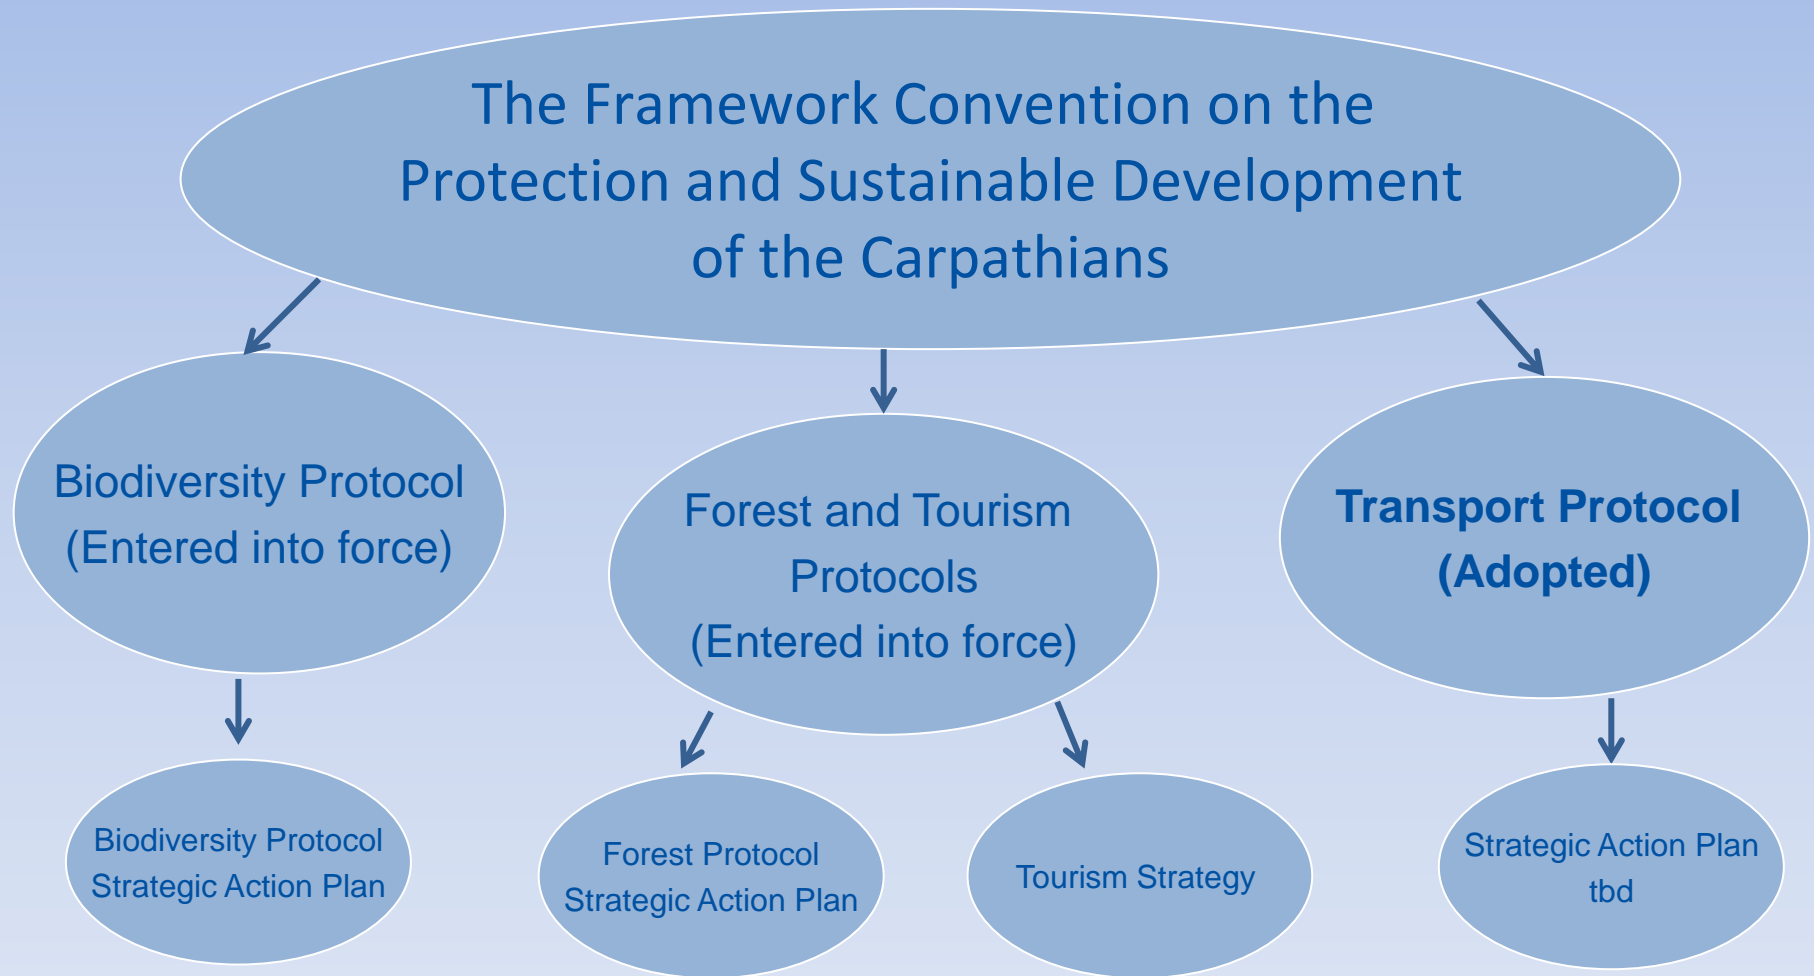 The Framework Convention on the
Protection and Sustainable Development
of the Carpathians
Biodiversity Protocol
(Entered into force)
Forest and Tourism
Protocols
(Entered into force)
Transport Protocol
(Adopted)
Biodiversity Protocol
Strategic Action Plan
Forest Protocol
Strategic Action Plan
Tourism Strategy
Strategic Action Plan
tbd